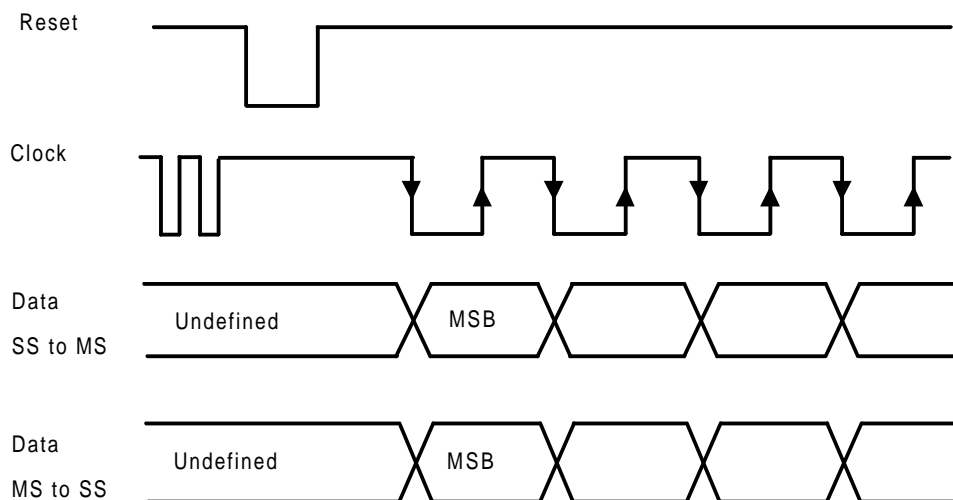 Reset
Clock
Data
SS to MS
Undefined
MSB
Data
MS to SS
Undefined
MSB